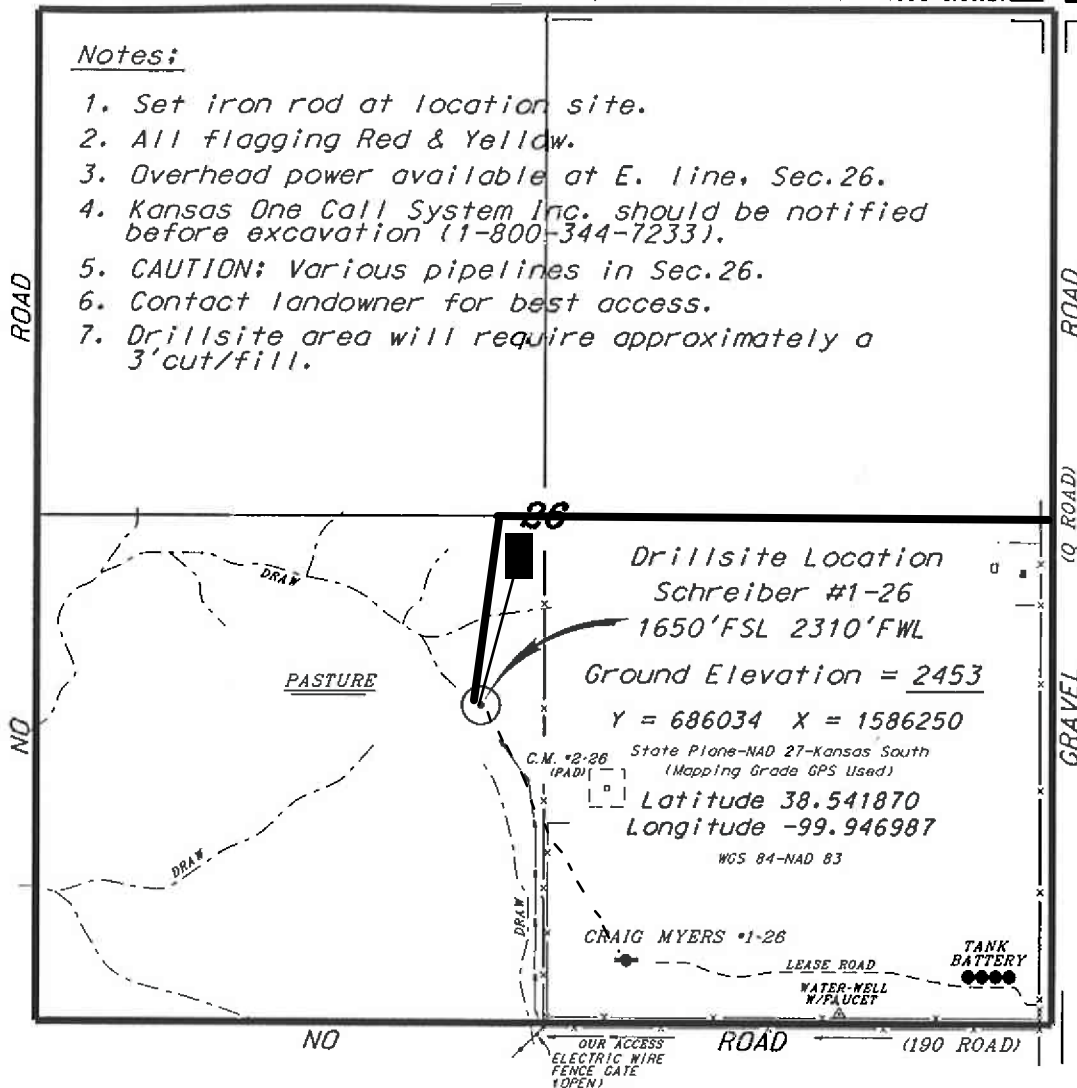 Notes:
1. Set iron rod at location site.
2. All flagging Red & Yellow.
3. Overhead power available at E. line, Sec.26.
4. Kansas One Call System Inc. should be notified
before excavation (1-800-344-7233).
5. CAUTION: Various pipelines in Sec.26.
6. Contact landowner for best access.
7. Drillsite area will require approximately a
3'cut/fill.
ROAD
ROAD
(Q ROAD)
26
DRAW
Drillsite Location
Schreiber #1-26
1650'FSL 2310'FWL
PASTURE
Ground Elevation = 2453
NO
GRAVEL
Y = 686034 X = 1586250
State Plane-NAD 27-Kansas South
(Mapping Grade GPS Used)
C.M. #2-26
(PAD)
Latitude 38.541870
Longitude -99.946987
WGS 84-NAD 83
DRAW
DRAW
CRAIG MYERS #1-26
LEASE ROAD
TANK
BATTERY
WATER-WELL
W/FAUCET
NO
ROAD
(190 ROAD)
OUR ACCESS
ELECTRIC WIRE
FENCE GATE
(OPEN)